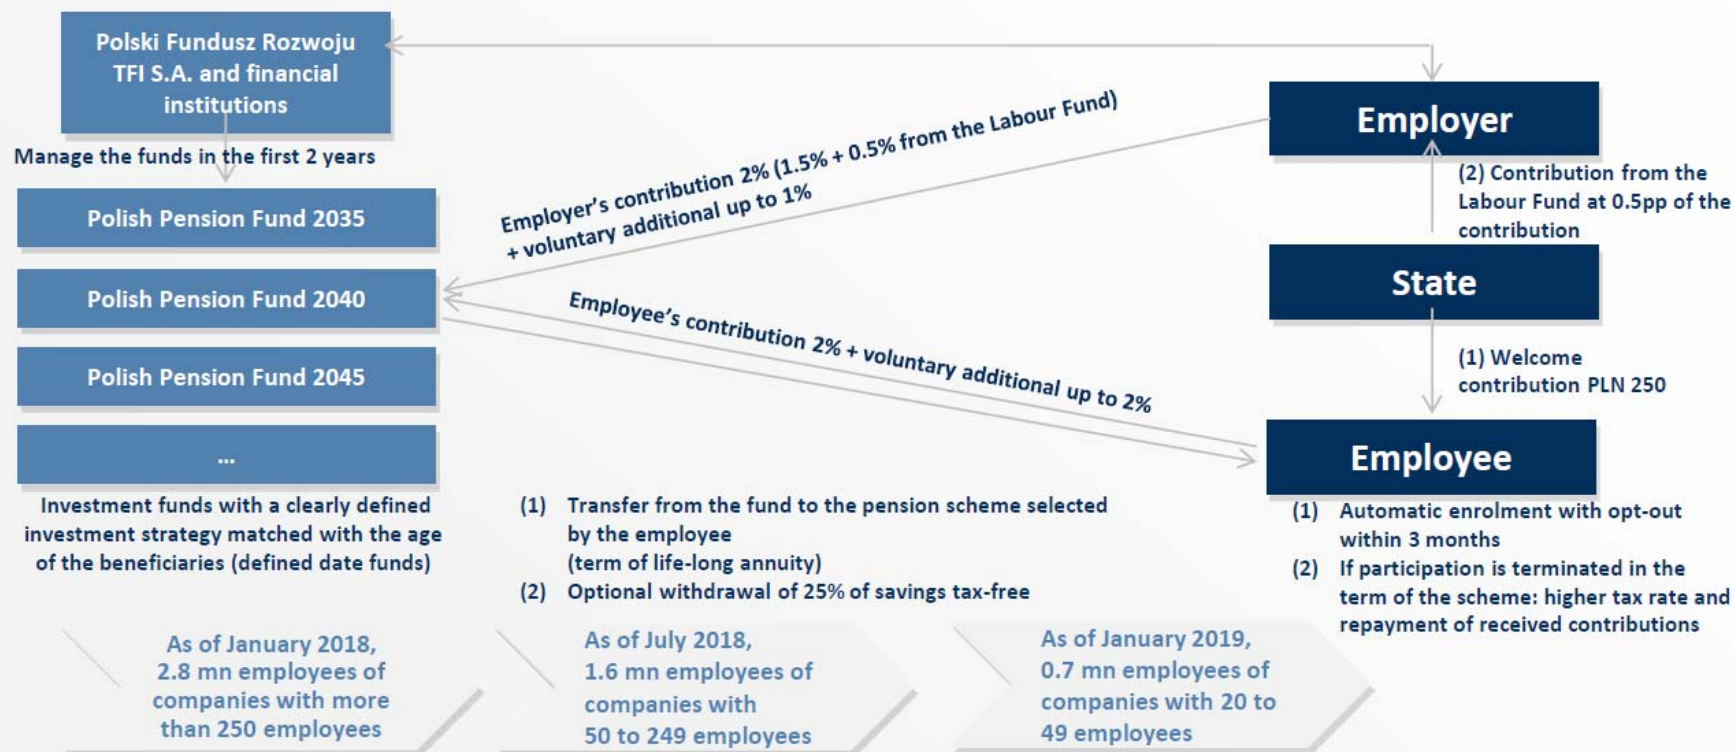 Polski Fundusz Rozwoju
TFI S.A. and financial
institutions
Manage the funds in the first 2 years
Polish Pension Fund 2035
Polish Pension Fund 2040
Polish Pension Fund 2045
...
Investment funds with a clearly defined
investment strategy matched with the age
of the beneficiaries (defined date funds)
Employer's contribution 2% (1.5% + 0.5% from the Labour Fund)
+ voluntary additional up to 1%
Employee's contribution 2% + voluntary additional up to 2%
(1) Transfer from the fund to the pension scheme selected
by the employee
(term of life-long annuity)
(2) Optional withdrawal of 25% of savings tax-free
Employer
(2) Contribution from the
Labour Fund at 0.5pp of the
contribution
State
(1) Welcome
contribution PLN 250
Employee
(1) Automatic enrolment with opt-out
within 3 months
(2) If participation is terminated in the
term of the scheme: higher tax rate and
repayment of received contributions
As of January 2018,
2.8 mn employees of
companies with more
than 250 employees
As of July 2018,
1.6 mn employees of
companies with
50 to 249 employees
As of January 2019,
0.7 mn employees of
companies with 20 to
49 employees